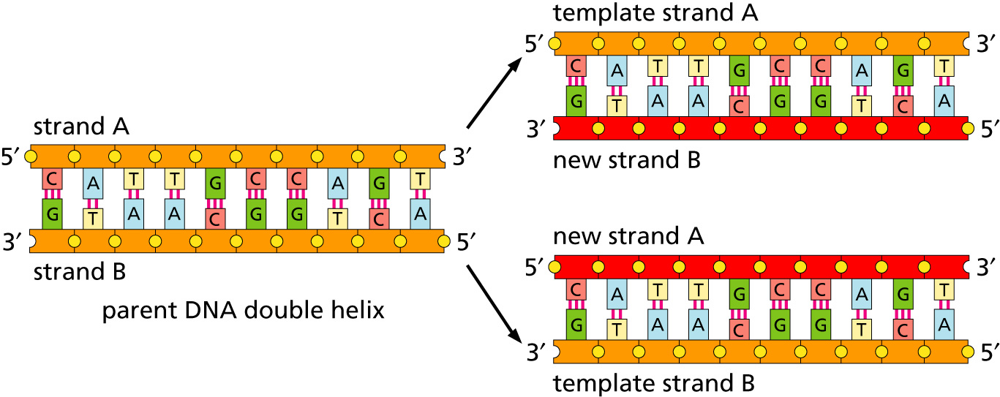 strand A
5′ 3′
C A T T G C C A G T
G T A A C G G T C A
3′ 5′
strand B
parent DNA double helix
template strand A
5′ 3′
C A T T G C C A G T
G T A A C G G T C A
3′ 5′
new strand B
new strand A
5′ 3′
C A T T G C C A G T
G T A A C G G T C A
3′ 5′
template strand B